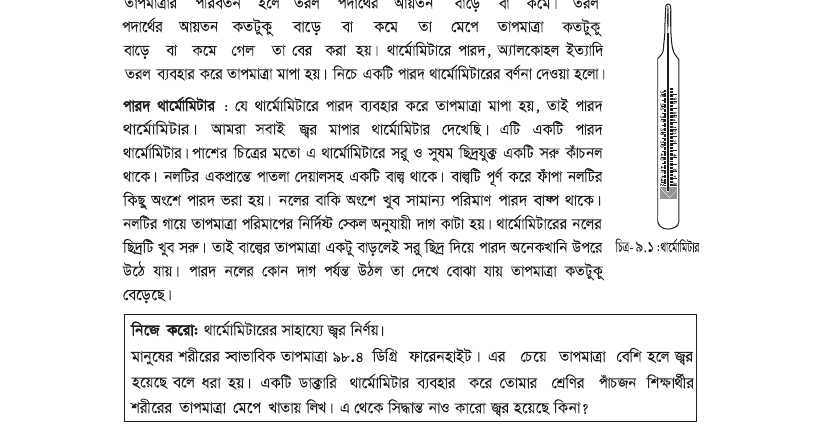 তাপমাত্রার পরিবর্তন হলে তরল পদার্থের আয়তন বাড়ে বা কমে। তরল
পদার্থের আয়তন কতটুকু বাড়ে বা কমে তা মেপে তাপমাত্রা কতটুকু
বাড়ে বা কমে গেল তা বের করা হয়। থার্মোমিটারে পারদ, অ্যালকোহল ইত্যাদি
তরল ব্যবহার করে তাপমাত্রা মাপা হয়। নিচে একটি পারদ থার্মোমিটারের বর্ণনা দেওয়া হলো।
পারদ থার্মোমিটার : যে থার্মোমিটারে পারদ ব্যবহার করে তাপমাত্রা মাপা হয়, তাই পারদ
থার্মোমিটার। আমরা সবাই জ্বর মাপার থার্মোমিটার দেখেছি। এটি একটি পারদ
থার্মোমিটার। পাশের চিত্রের মতো এ থার্মোমিটারে সরু ও সুষম ছিদ্রযুক্ত একটি সরু কাঁচনল
থাকে। নলটির একপ্রান্তে পাতলা দেয়ালসহ একটি বাল্ব থাকে। বাল্বটি পূর্ণ করে ফাঁপা নলটির
কিছু অংশে পারদ ভরা হয়। নলের বাকি অংশে খুব সামান্য পরিমাণ পারদ বাষ্প থাকে।
নলটির গায়ে তাপমাত্রা পরিমাপের নির্দিষ্ট স্কেল অনুযায়ী দাগ কাটা হয়। থার্মোমিটারের নলের
ছিদ্রটি খুব সরু। তাই বাল্বের তাপমাত্রা একটু বাড়লেই সরু ছিদ্র দিয়ে পারদ অনেকখানি উপরে
উঠে যায়। পারদ নলের কোন দাগ পর্যন্ত উঠল তা দেখে বোঝা যায় তাপমাত্রা কতটুকু
বেড়েছে।
চিত্র- ৯.১ :থার্মোমিটার
নিজে করো: থার্মোমিটারের সাহায্যে জ্বর নির্ণয়।
মানুষের শরীরের স্বাভাবিক তাপমাত্রা ৯৮.৪ ডিগ্রি ফারেনহাইট। এর চেয়ে তাপমাত্রা বেশি হলে জ্বর
হয়েছে বলে ধরা হয়। একটি ডাক্তারি থার্মোমিটার ব্যবহার করে তোমার শ্রেণির পাঁচজন শিক্ষার্থীর
শরীরের তাপমাত্রা মেপে খাতায় লিখ। এ থেকে সিদ্ধান্ত নাও কারো জ্বর হয়েছে কিনা?